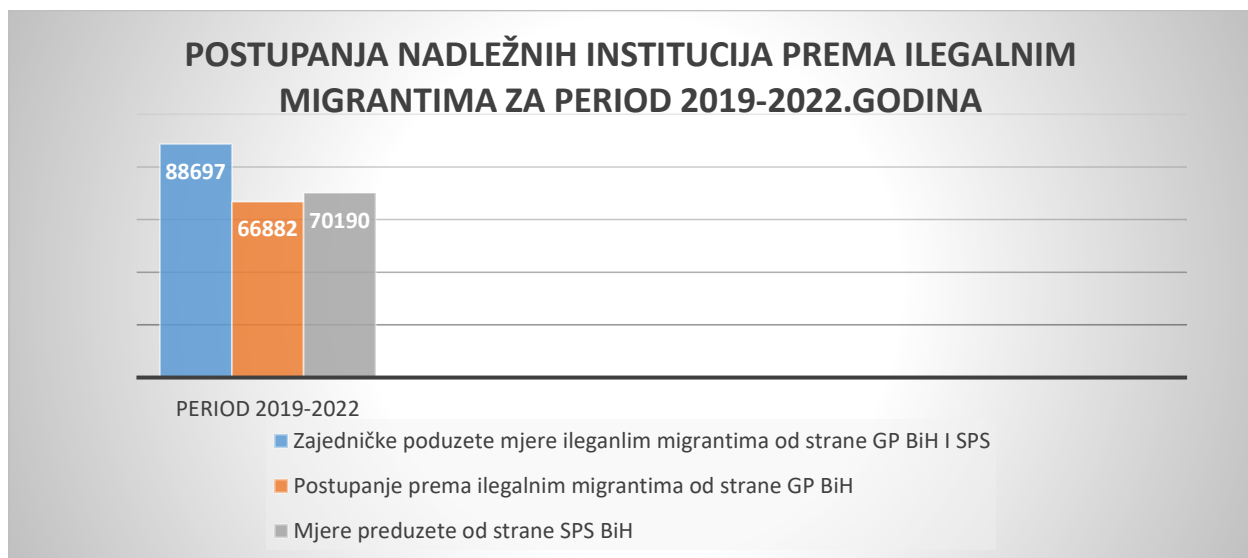 POSTUPANJA NADLEŽNIH INSTITUCIJA PREMA ILEGALNIM
MIGRANTIMA ZA PERIOD 2019-2022.GODINA
88697
66882
70190
PERIOD 2019-2022
Zajedničke poduzete mjere ileganlim migrantima od strane GP BiH I SPS
Postupanje prema ilegalnim migrantima od strane GP BiH
Mjere preduzete od strane SPS BiH